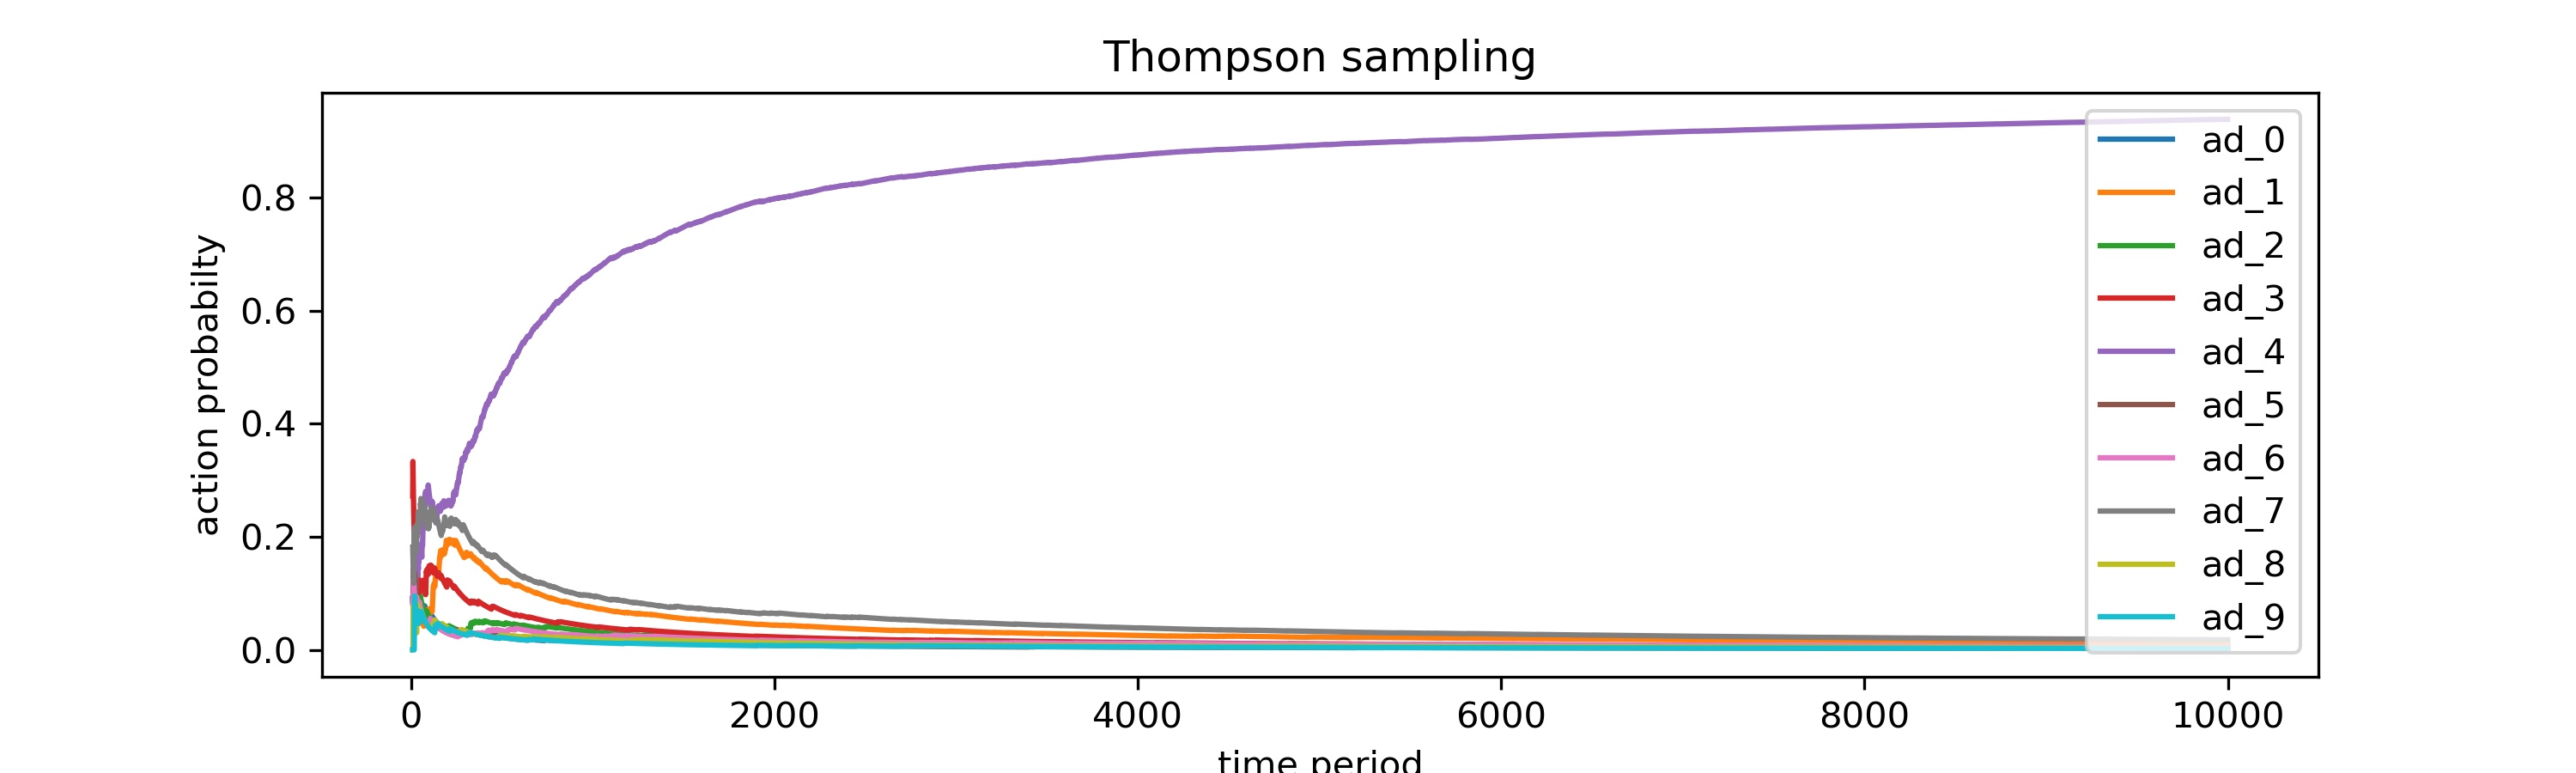 Thompson sampling
action probabilty
0.8
0.6
0.4
0.2
0.0
0
2000
4000
6000
8000
10000
time period
ad_0
ad_1
ad_2
ad_3
ad_4
ad_5
ad_6
ad_7
ad_8
ad_9